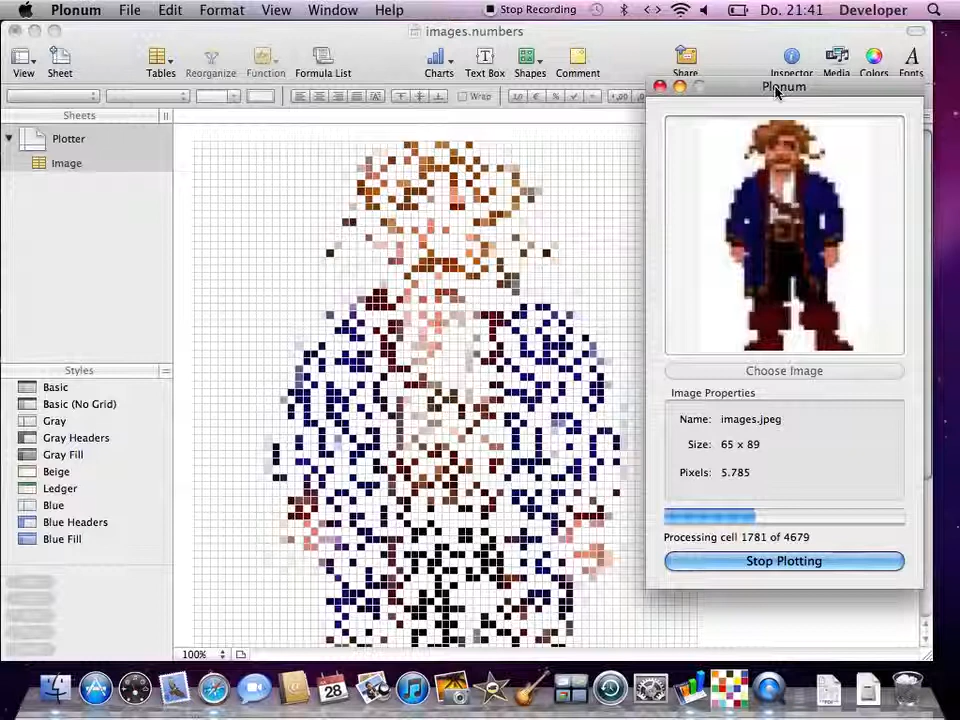 Plonum File Edit Format View Window Help Stop Recording Do. 21:41 Developer
images.numbers
View Sheet Tables Reorganize Function Formula List Charts Text Box Shapes Comment Share Inspector Media Colors Fonts
Wrap
Sheets
Plotter
Image
Styles
Basic
Basic (No Grid)
Gray
Gray Headers
Gray Fill
Beige
Ledger
Blue
Blue Headers
Blue Fill
100%
Plonum
Choose Image
Image Properties
Name: images.jpeg
Size: 65 x 89
Pixels: 5.785
Processing cell 1781 of 4679
Stop Plotting
28